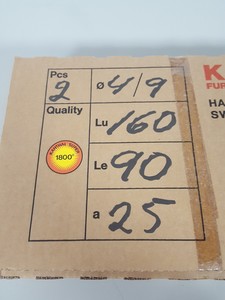 Pcs
2
Ø 4/9
Quality
Lu 160
1800°
Le 90
a 25
K
FUR
HA
SW